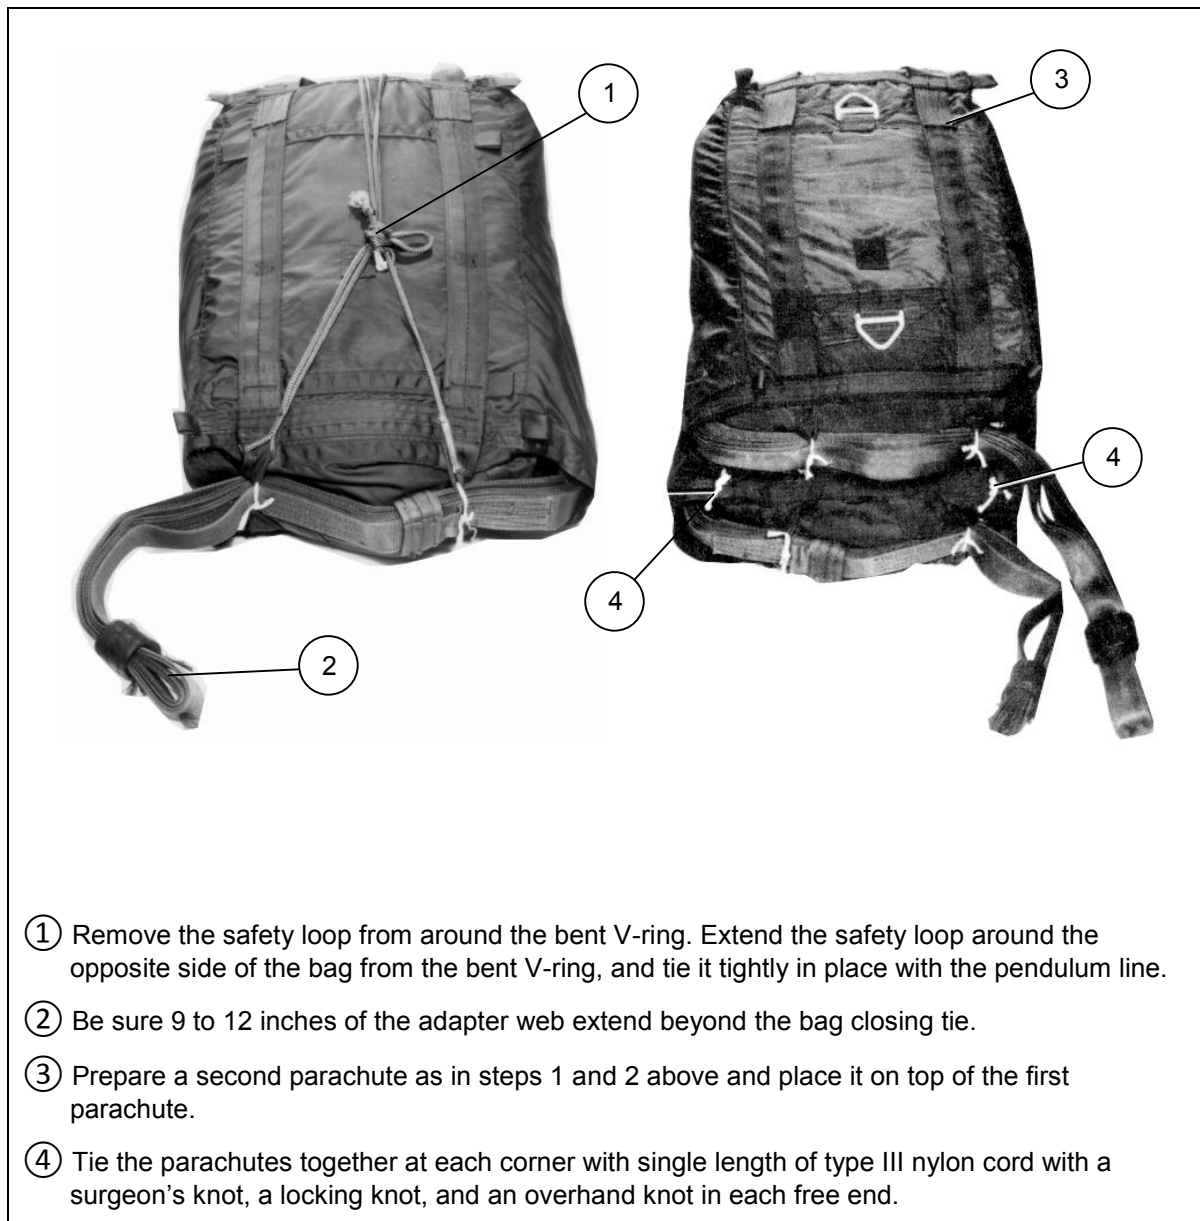 1
3
4
4
2
① Remove the safety loop from around the bent V-ring. Extend the safety loop around the
opposite side of the bag from the bent V-ring, and tie it tightly in place with the pendulum line.
② Be sure 9 to 12 inches of the adapter web extend beyond the bag closing tie.
③ Prepare a second parachute as in steps 1 and 2 above and place it on top of the first
parachute.
④ Tie the parachutes together at each corner with single length of type III nylon cord with a
surgeon’s knot, a locking knot, and an overhand knot in each free end.